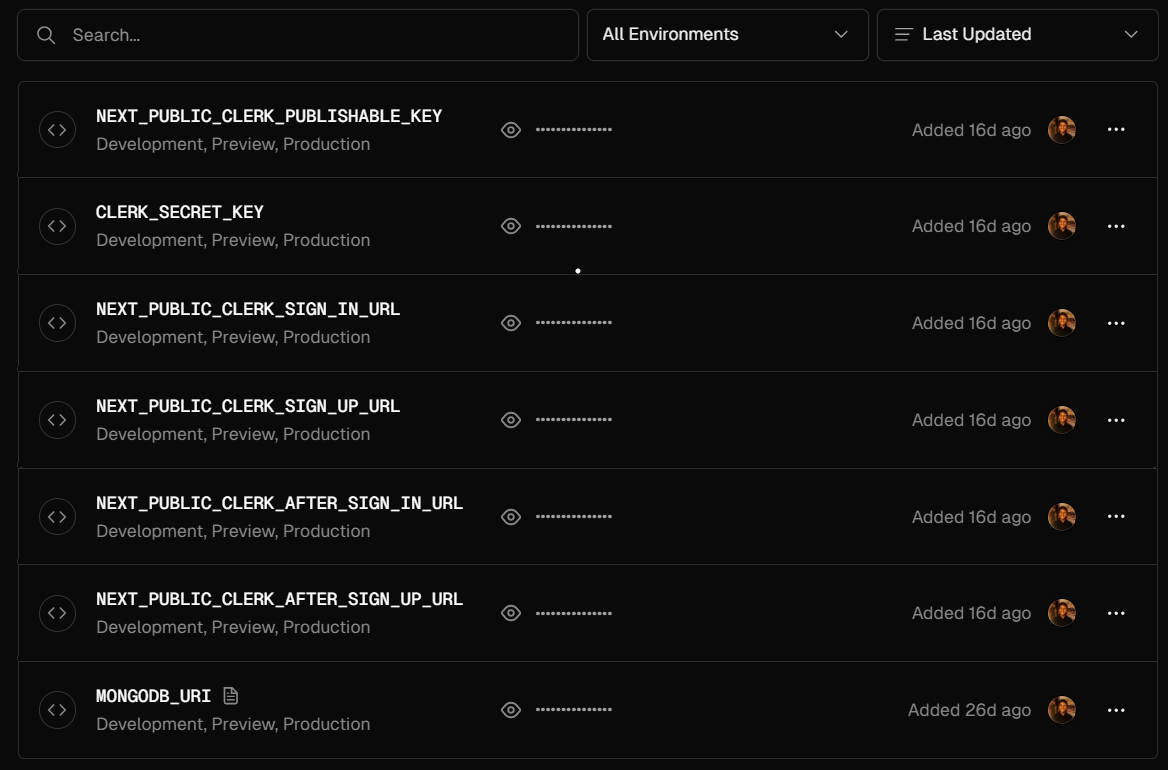 Search...
All Environments
Last Updated
NEXT_PUBLIC_CLERK_PUBLISHABLE_KEY
Development, Preview, Production
••••••••••••••• 
Added 16d ago
CLERK_SECRET_KEY
Development, Preview, Production
•••••••••••••••
Added 16d ago
NEXT_PUBLIC_CLERK_SIGN_IN_URL
Development, Preview, Production
•••••••••••••••
Added 16d ago
NEXT_PUBLIC_CLERK_SIGN_UP_URL
Development, Preview, Production
•••••••••••••••
Added 16d ago
NEXT_PUBLIC_CLERK_AFTER_SIGN_IN_URL
Development, Preview, Production
•••••••••••••••
Added 16d ago
NEXT_PUBLIC_CLERK_AFTER_SIGN_UP_URL
Development, Preview, Production
•••••••••••••••
Added 16d ago
MONGODB_URI
Development, Preview, Production
•••••••••••••••
Added 26d ago